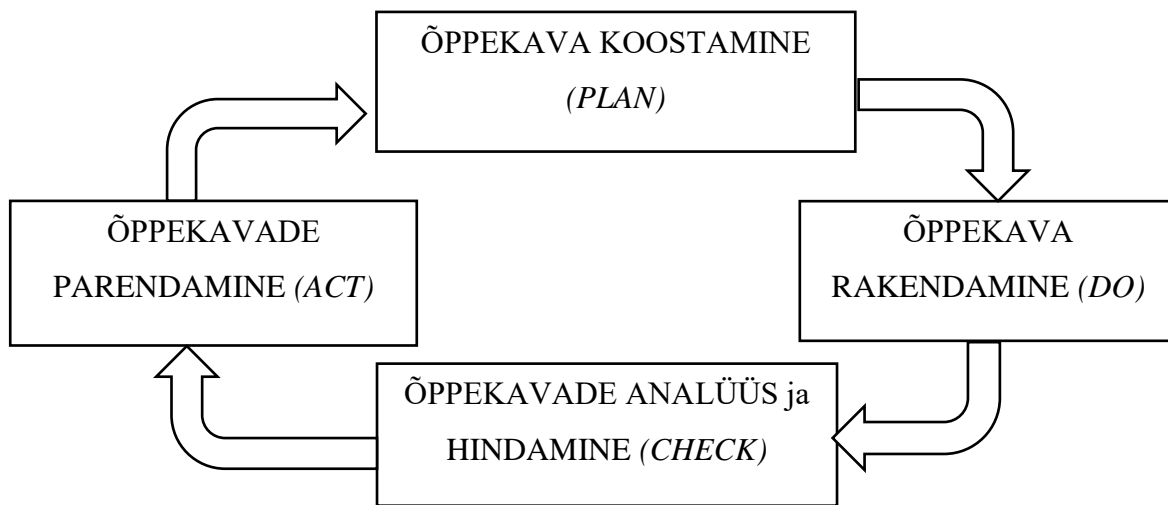 ÕPPEKAVA KOOSTAMINE
(PLAN)
ÕPPEKAVADE
PARENDAMINE (ACT)
ÕPPEKAVA
RAKENDAMINE (DO)
ÕPPEKAVADE ANALÜÜS ja
HINDAMINE (CHECK)